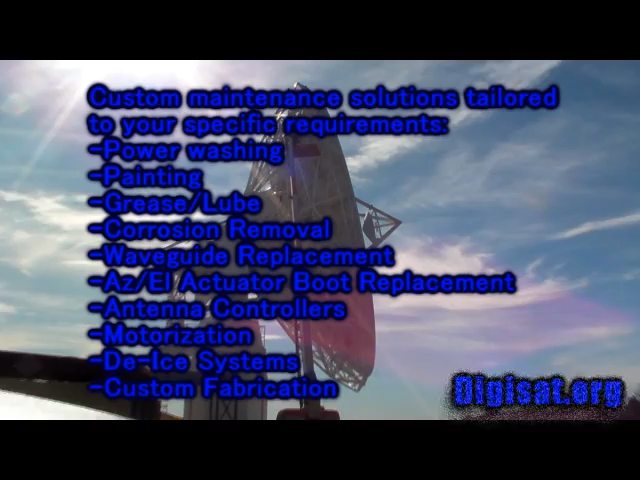 Custom maintenance solutions tailored
to your specific requirements:
-Power washing
-Painting
-Grease/Lube
-Corrosion Removal
-Waveguide Replacement
-Az/El Actuator Boot Replacement
-Antenna Controllers
-Motorization
-De-Ice Systems
-Custom Fabrication
Digisat.org